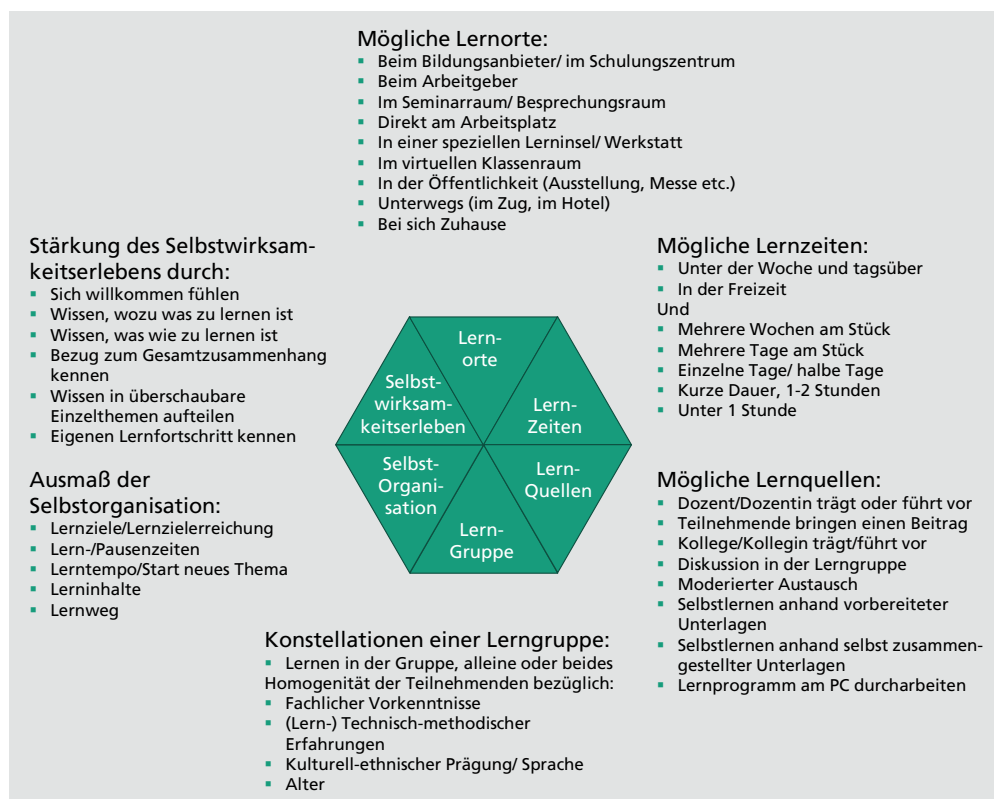 Mögliche Lernorte:
▪ Beim Bildungsanbieter/ im Schulungszentrum
▪ Beim Arbeitgeber
▪ Im Seminarraum/ Besprechungsraum
▪ Direkt am Arbeitsplatz
▪ In einer speziellen Lerninsel/ Werkstatt
▪ Im virtuellen Klassenraum
▪ In der Öffentlichkeit (Ausstellung, Messe etc.)
▪ Unterwegs (im Zug, im Hotel)
▪ Bei sich Zuhause
Stärkung des Selbstwirksam-
keitserlebens durch:
▪ Sich willkommen fühlen
▪ Wissen, wozu was zu lernen ist
▪ Wissen, was wie zu lernen ist
▪ Bezug zum Gesamtzusammenhang
kennen
▪ Wissen in überschaubare
Einzelthemen aufteilen
▪ Eigenen Lernfortschritt kennen
Mögliche Lernzeiten:
▪ Unter der Woche und tagsüber
▪ In der Freizeit
Und
▪ Mehrere Wochen am Stück
▪ Mehrere Tage am Stück
▪ Einzelne Tage/ halbe Tage
▪ Kurze Dauer, 1-2 Stunden
▪ Unter 1 Stunde
Lern-
orte
Selbst-
wirksam-
keitserleben
Lern-
Zeiten
Selbst-
Organi-
sation
Lern-
Quellen
Lern-
Gruppe
Ausmaß der
Selbstorganisation:
▪ Lernziele/Lernzielerreichung
▪ Lern-/Pausenzeiten
▪ Lerntempo/Start neues Thema
▪ Lerninhalte
▪ Lernweg
Mögliche Lernquellen:
▪ Dozent/Dozentin trägt oder führt vor
▪ Teilnehmende bringen einen Beitrag
▪ Kollege/Kollegin trägt/führt vor
▪ Diskussion in der Lerngruppe
▪ Moderierter Austausch
▪ Selbstlernen anhand vorbereiteter
Unterlagen
▪ Selbstlernen anhand selbst zusammen-
gestellter Unterlagen
▪ Lernprogramm am PC durcharbeiten
Konstellationen einer Lerngruppe:
▪ Lernen in der Gruppe, alleine oder beides
Homogenität der Teilnehmenden bezüglich:
▪ Fachlicher Vorkenntnisse
▪ (Lern-) Technisch-methodischer
Erfahrungen
▪ Kulturell-ethnischer Prägung/ Sprache
▪ Alter